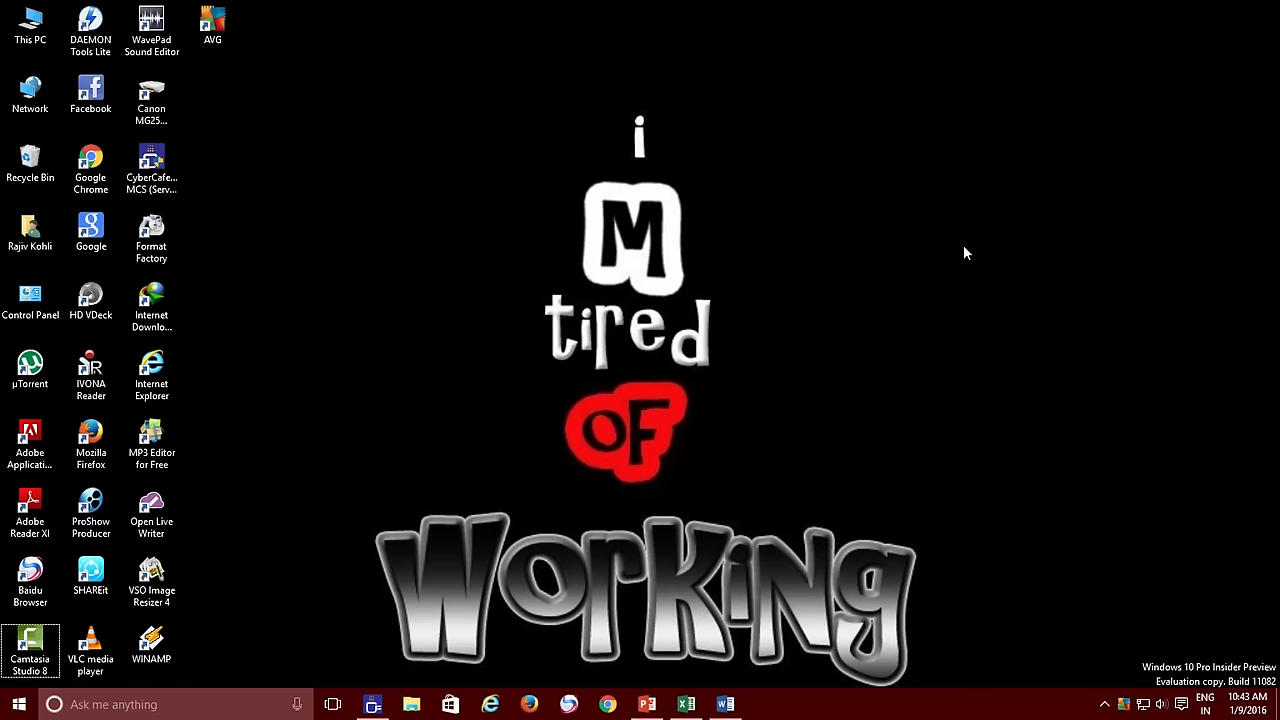 This PC
DAEMON
Tools Lite
WavePad
Sound Editor
AVG
Network
Facebook
Canon
MG25...
Recycle Bin
Google
Chrome
CyberCafe...
MCS (Serv...
Rajiv Kohli
Google
Format
Factory
Control Panel
HD VDeck
Internet
Downlo...
µTorrent
IVONA
Reader
Internet
Explorer
Adobe
Applicati...
Mozilla
Firefox
MP3 Editor
for Free
Adobe
Reader XI
ProShow
Producer
Open Live
Writer
Baidu
Browser
SHAREit
VSO Image
Resizer 4
Camtasia
Studio 8
VLC media
player
WINAMP
i
M
tired
OF
WorKiNg
Windows 10 Pro Insider Preview
Evaluation copy. Build 11082
Ask me anything
ENG
IN
10:43 AM
1/9/2016